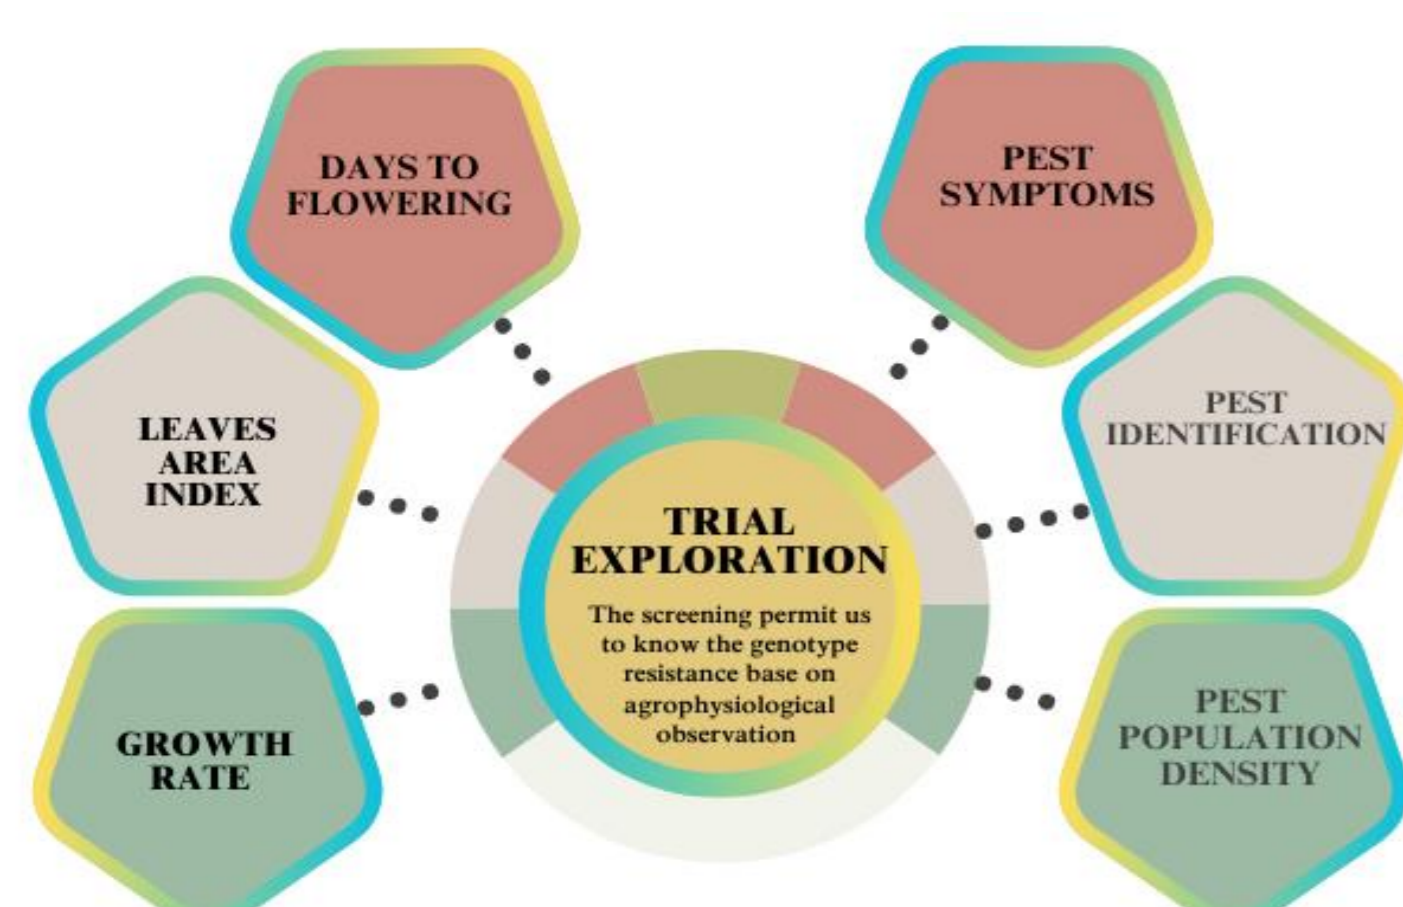 DAYS TO
FLOWERING
PEST
SYMPTOMS
LEAVES
AREA
INDEX
PEST
IDENTIFICATION
TRIAL
EXPLORATION
The screening permit us
to know the genotype
resistance base on
agrophysiological
observation
GROWTH
RATE
PEST
POPULATION
DENSITY